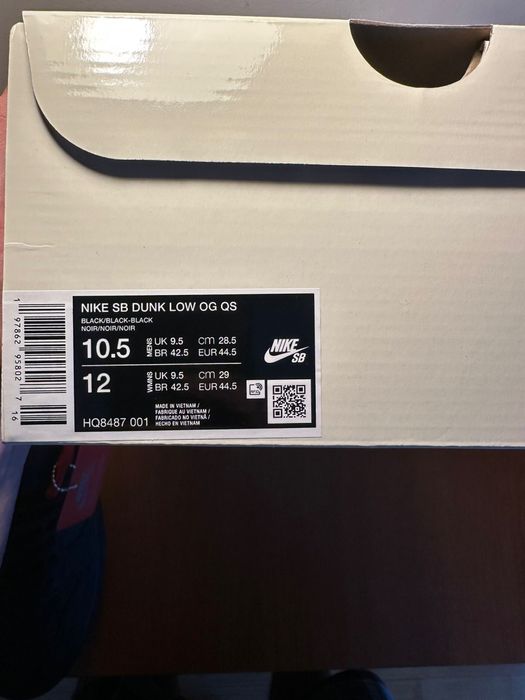 NIKE SB DUNK LOW OG QS
BLACK/BLACK-BLACK
NOIR/NOIR/NOIR
10.5 MENS UK 9.5 CM 28.5
BR 42.5 EUR 44.5
12 WMNS UK 9.5 CM 29
BR 42.5 EUR 44.5
NIKE SB
HQ8487 001
MADE IN VIETNAM /
FABRIQUÉ AU VIETNAM /
FABRICADO NO VIETNÃ /
HECHO EN VIETNAM
1 97862 95802 7 16